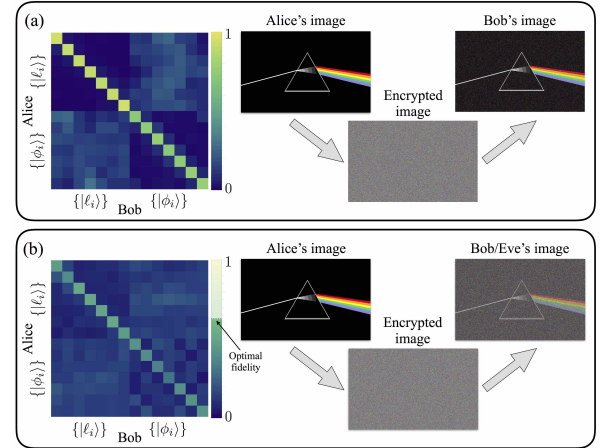 (a)
Alice's image
Bob's image
1
Encrypted
image
Alice
{|ℓᵢ⟩}
{|ϕᵢ⟩}
0
{|ℓᵢ⟩}
{|ϕᵢ⟩}
Bob
(b)
Alice's image
Bob/Eve's image
1
Encrypted
image
Optimal
fidelity
Alice
{|ℓᵢ⟩}
{|ϕᵢ⟩}
0
{|ℓᵢ⟩}
{|ϕᵢ⟩}
Bob